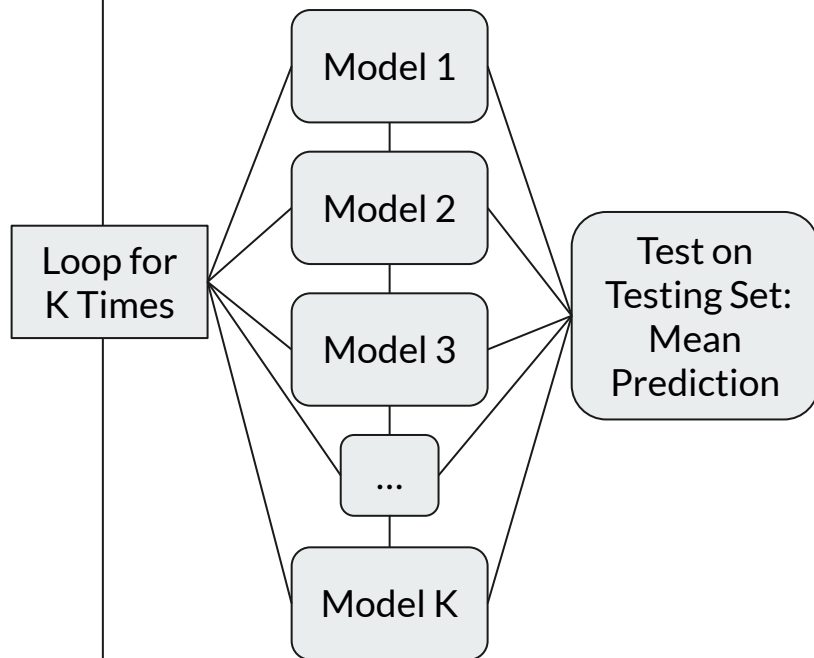 Model 1
Model 2
Loop for
K Times
Test on
Testing Set:
Mean
Prediction
Model 3
...
Model K